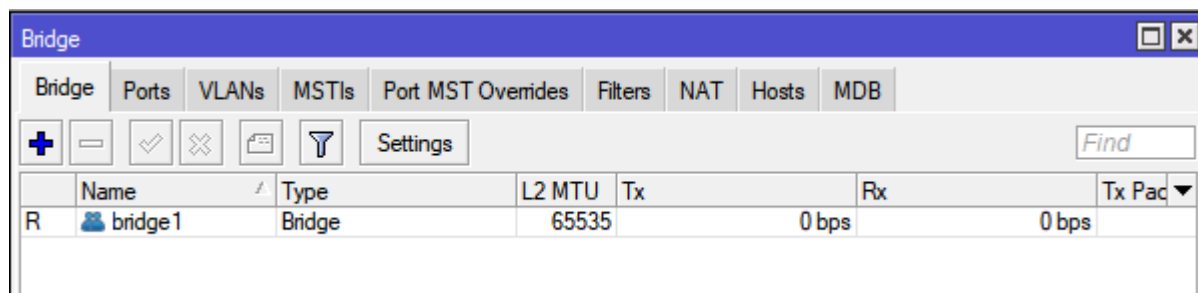 Bridge
Bridge Ports VLANs MSTIs Port MST Overrides Filters NAT Hosts MDB
Settings Find
Name Type L2 MTU Tx Rx Tx Pac
R bridge1 Bridge 65535 0 bps 0 bps